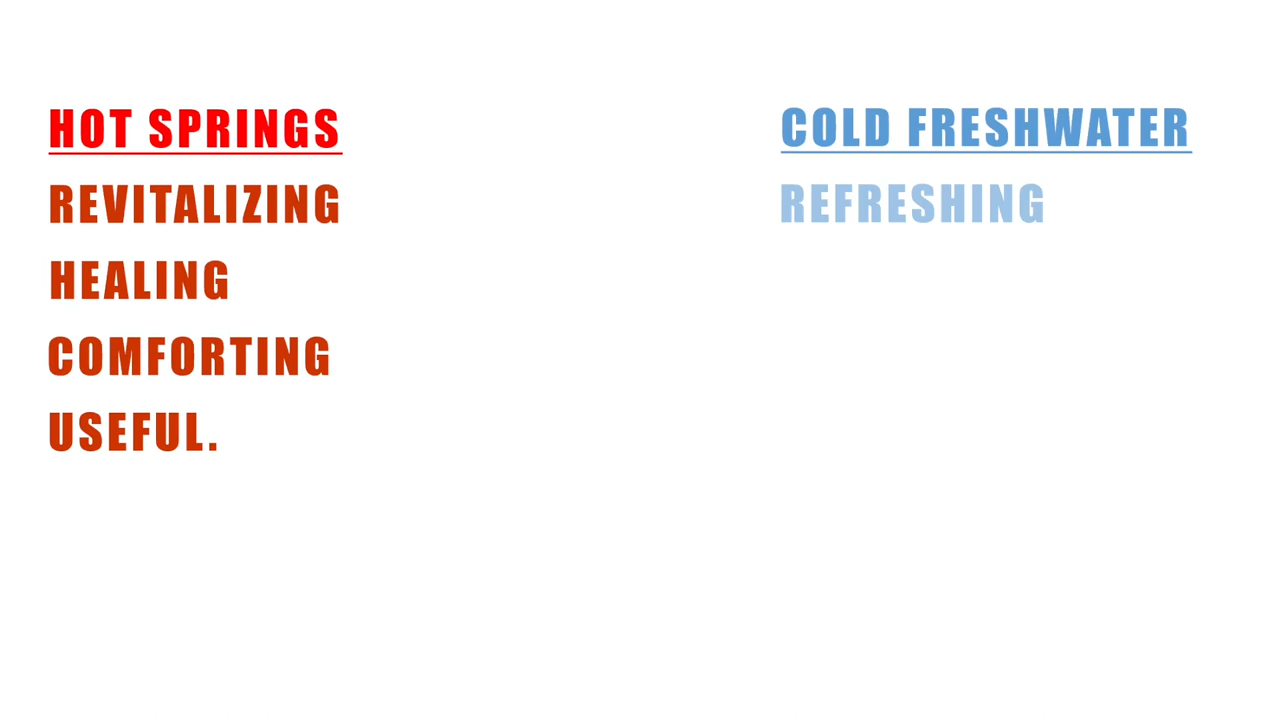 HOT SPRINGS
REVITALIZING
HEALING
COMFORTING
USEFUL.
COLD FRESHWATER
REFRESHING